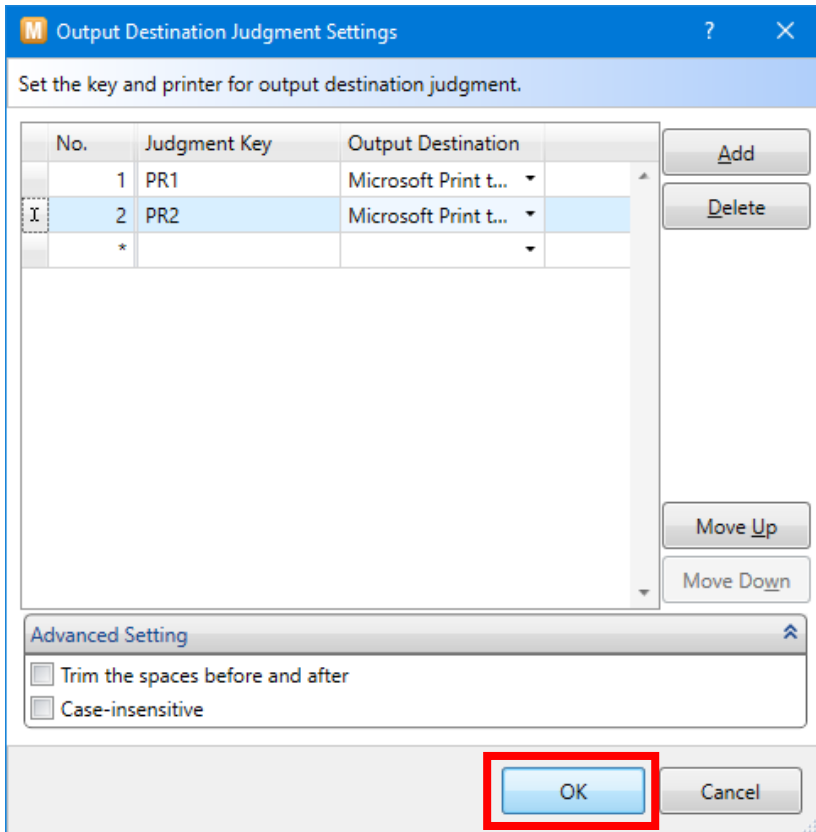 M Output Destination Judgment Settings ? ×
Set the key and printer for output destination judgment.
No. Judgment Key Output Destination
1 PR1 Microsoft Print t...
2 PR2 Microsoft Print t...
*
Add
Delete
Move Up
Move Down
Advanced Setting
Trim the spaces before and after
Case-insensitive
OK Cancel